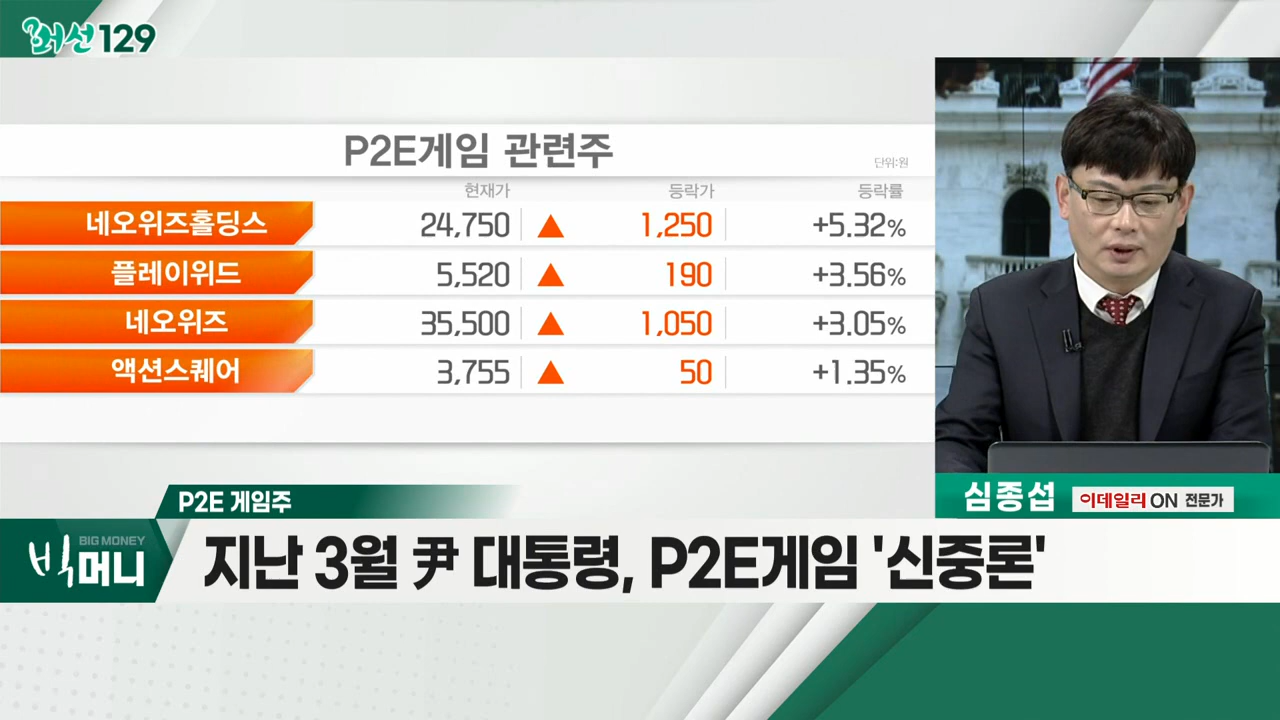 최선129
P2E게임 관련주
단위:원
현재가 등락가 등락률
네오위즈홀딩스 24,750 ▲ 1,250 +5.32%
플레이위드 5,520 ▲ 190 +3.56%
네오위즈 35,500 ▲ 1,050 +3.05%
액션스퀘어 3,755 ▲ 50 +1.35%
심종섭 이데일리ON 전문가
P2E 게임주
BIG MONEY
빅머니
지난 3월 尹 대통령, P2E게임 '신중론'